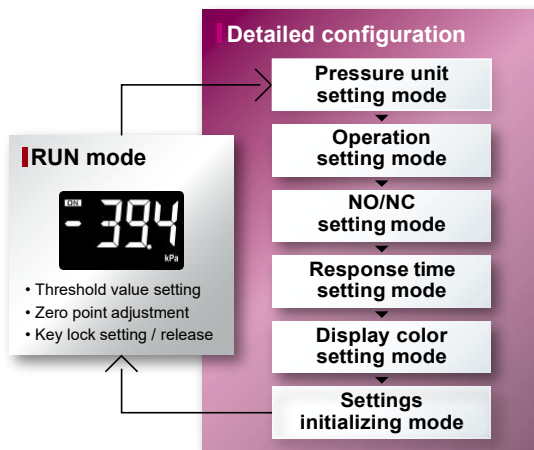 Detailed configuration
Pressure unit
setting mode
Operation
setting mode
NO/NC
setting mode
Response time
setting mode
Display color
setting mode
Settings
initializing mode
RUN mode
ON
- 39.4
kPa
• Threshold value setting
• Zero point adjustment
• Key lock setting / release